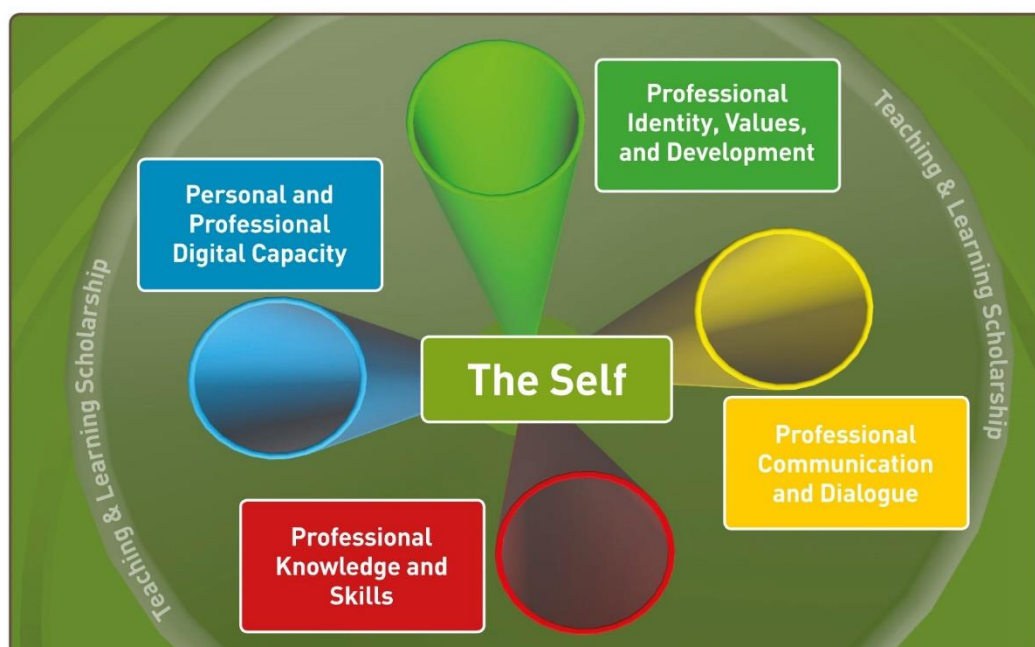 Professional
Identity, Values,
and Development
Teaching & Learning Scholarship
Personal and
Professional
Digital Capacity
The Self
Professional
Communication
and Dialogue
Teaching & Learning Scholarship
Professional
Knowledge and
Skills